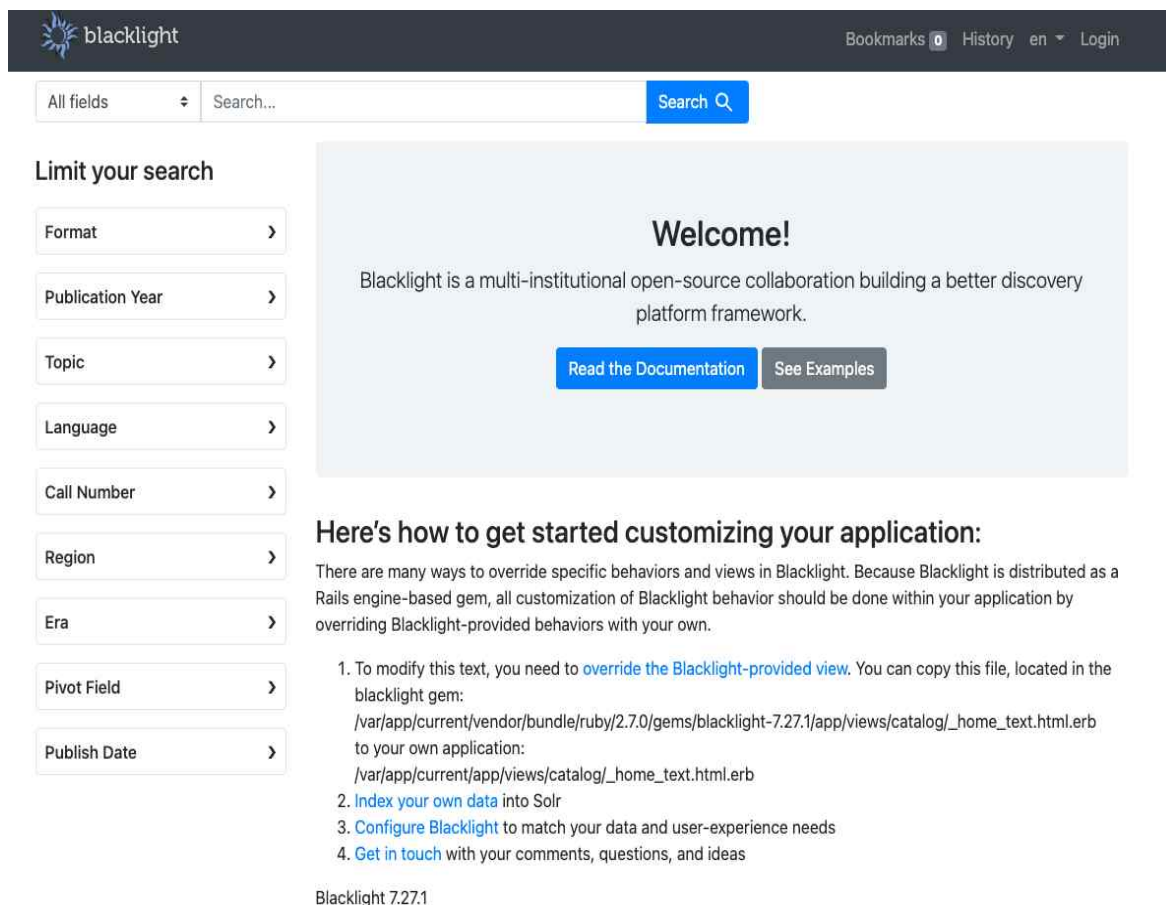 blacklight
Bookmarks 0 History en Login
All fields Search... Search
Limit your search
Format
Publication Year
Topic
Language
Call Number
Region
Era
Pivot Field
Publish Date
Welcome!
Blacklight is a multi-institutional open-source collaboration building a better discovery
platform framework.
Read the Documentation See Examples
Here's how to get started customizing your application:
There are many ways to override specific behaviors and views in Blacklight. Because Blacklight is distributed as a
Rails engine-based gem, all customization of Blacklight behavior should be done within your application by
overriding Blacklight-provided behaviors with your own.
1. To modify this text, you need to override the Blacklight-provided view. You can copy this file, located in the
blacklight gem:
/var/app/current/vendor/bundle/ruby/2.7.0/gems/blacklight-7.27.1/app/views/catalog/_home_text.html.erb
to your own application:
/var/app/current/app/views/catalog/_home_text.html.erb
2. Index your own data into Solr
3. Configure Blacklight to match your data and user-experience needs
4. Get in touch with your comments, questions, and ideas
Blacklight 7.27.1